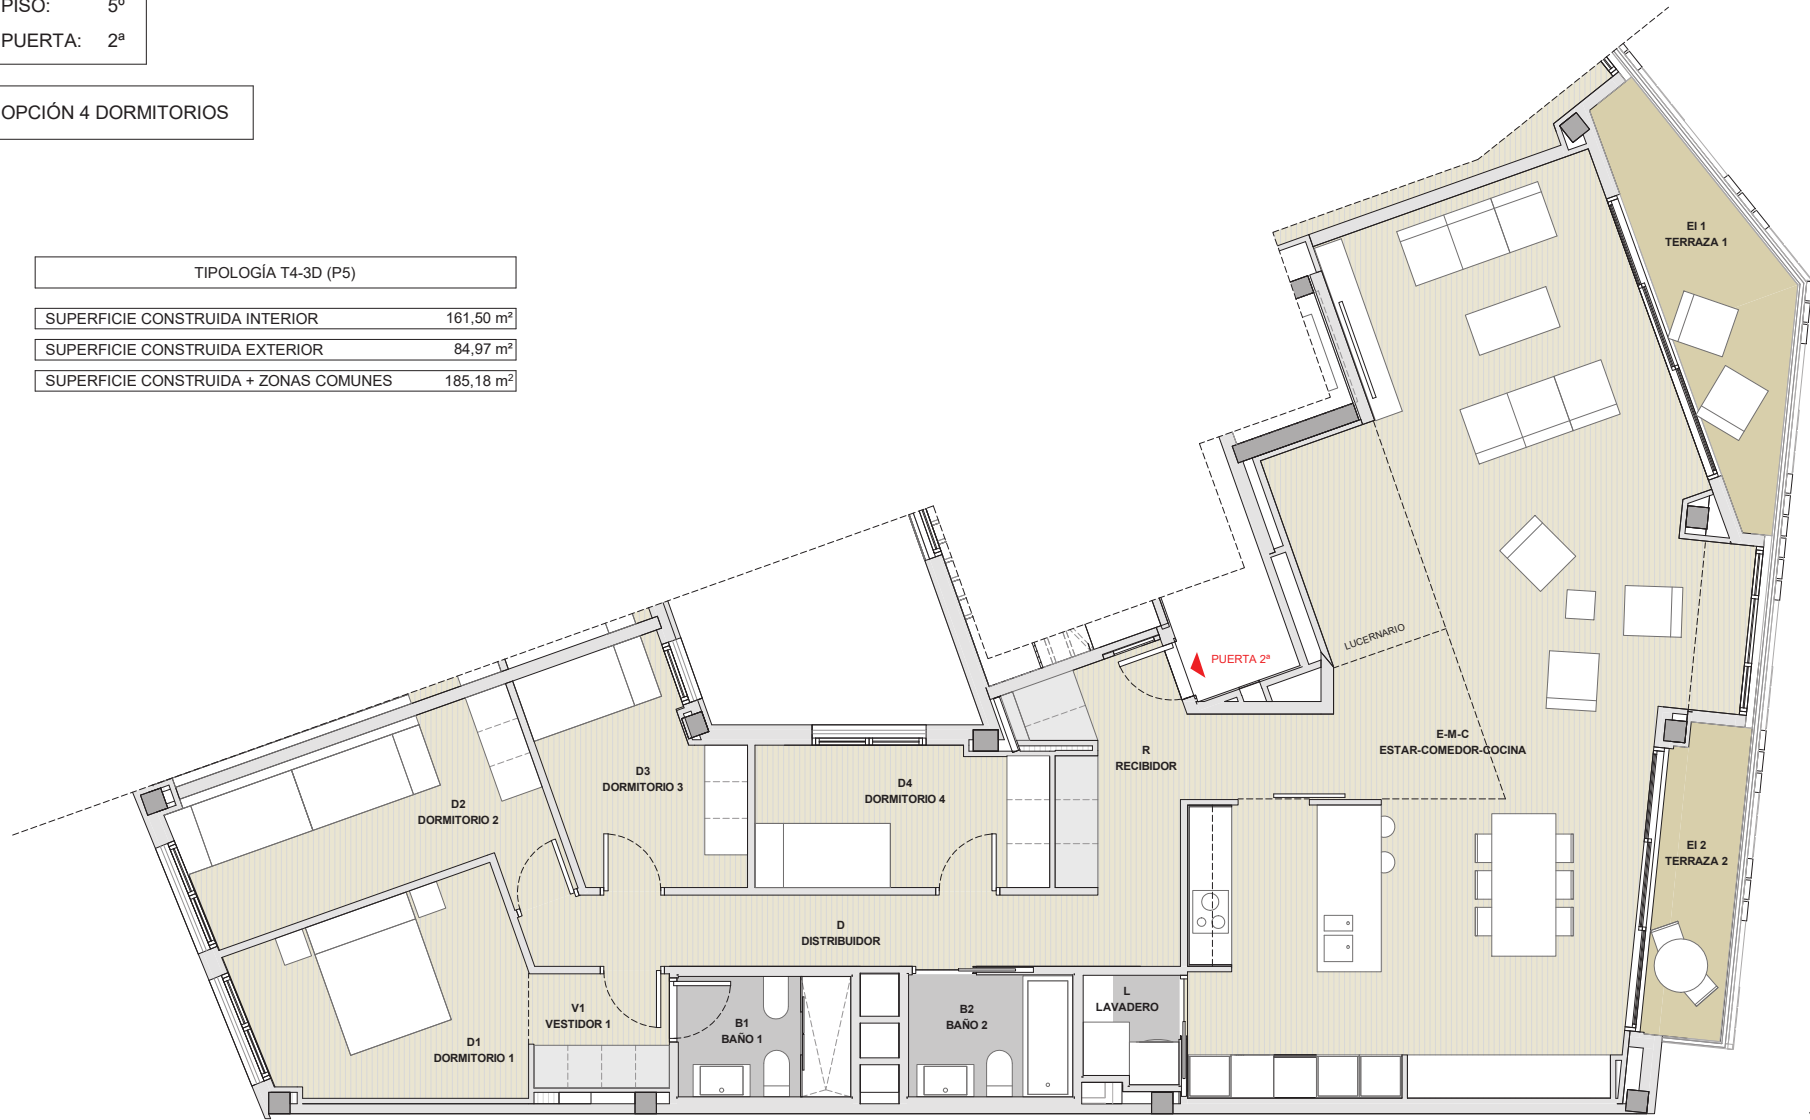 PISO: 5º
PUERTA: 2ª
OPCIÓN 4 DORMITORIOS
TIPOLOGÍA T4-3D (P5)
SUPERFICIE CONSTRUIDA INTERIOR 161,50 m²
SUPERFICIE CONSTRUIDA EXTERIOR 84,97 m²
SUPERFICIE CONSTRUIDA + ZONAS COMUNES 185,18 m²
EI 1
TERRAZA 1
LUCERNARIO
PUERTA 2ª
E-M-C
ESTAR-COMEDOR-COCINA
R
RECIBIDOR
D3
DORMITORIO 3
D4
DORMITORIO 4
D2
DORMITORIO 2
EI 2
TERRAZA 2
D
DISTRIBUIDOR
V1
VESTIDOR 1
B1
BAÑO 1
B2
BAÑO 2
L
LAVADERO
D1
DORMITORIO 1